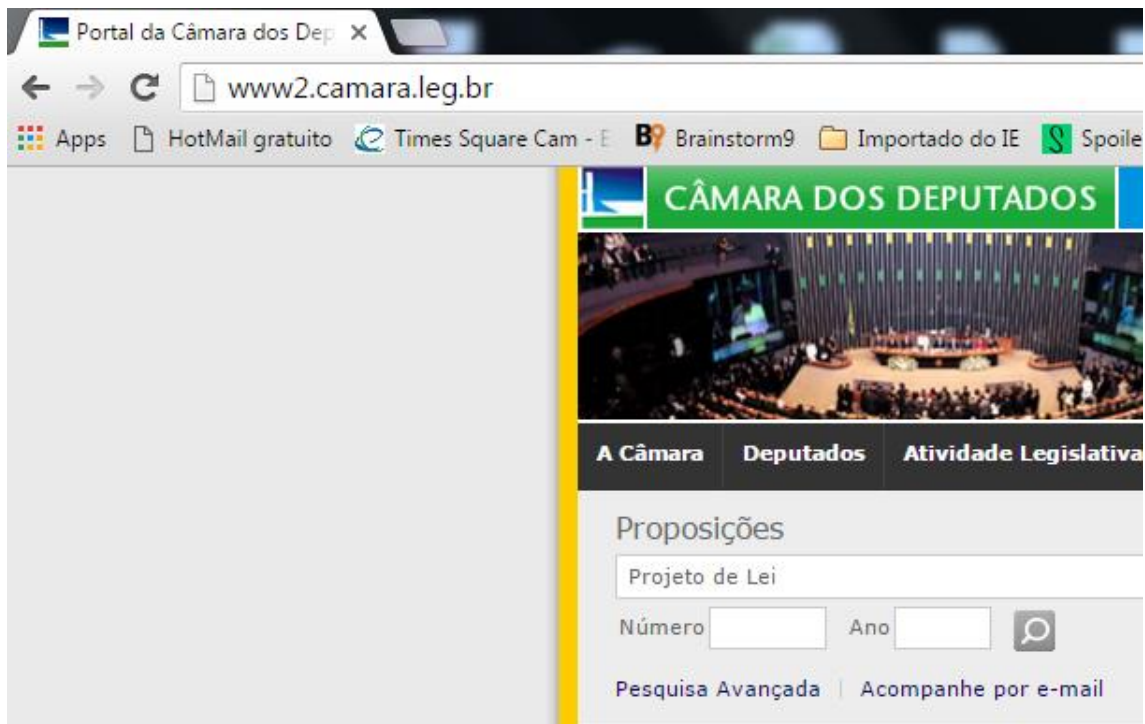 Portal da Câmara dos Dep
www2.camara.leg.br
Apps HotMail gratuito Times Square Cam - E Brainstorm9 Importado do IE Spoile
CÂMARA DOS DEPUTADOS
A Câmara Deputados Atividade Legislativa
Proposições
Projeto de Lei
Número Ano
Pesquisa Avançada | Acompanhe por e-mail